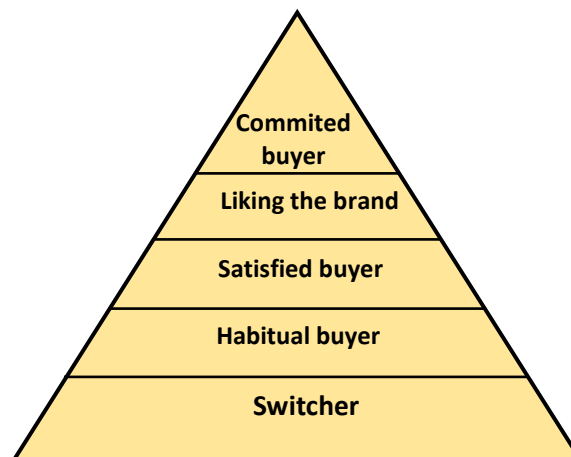 Commited
buyer
Liking the brand
Satisfied buyer
Habitual buyer
Switcher